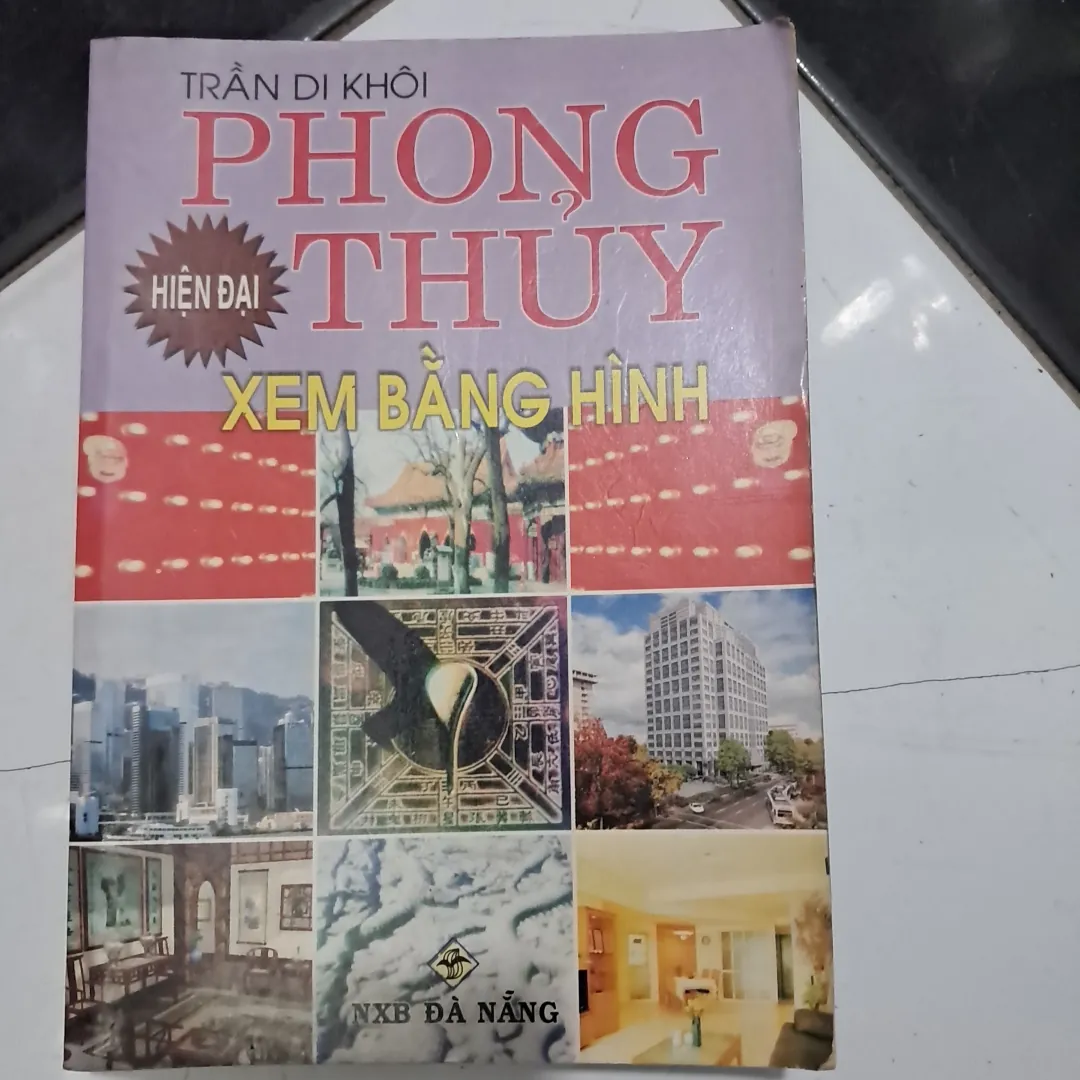 TRẦN DI KHÔI
PHONG
THỦY
HIỆN ĐẠI
XEM BẰNG HÌNH
NXB ĐÀ NẴNG